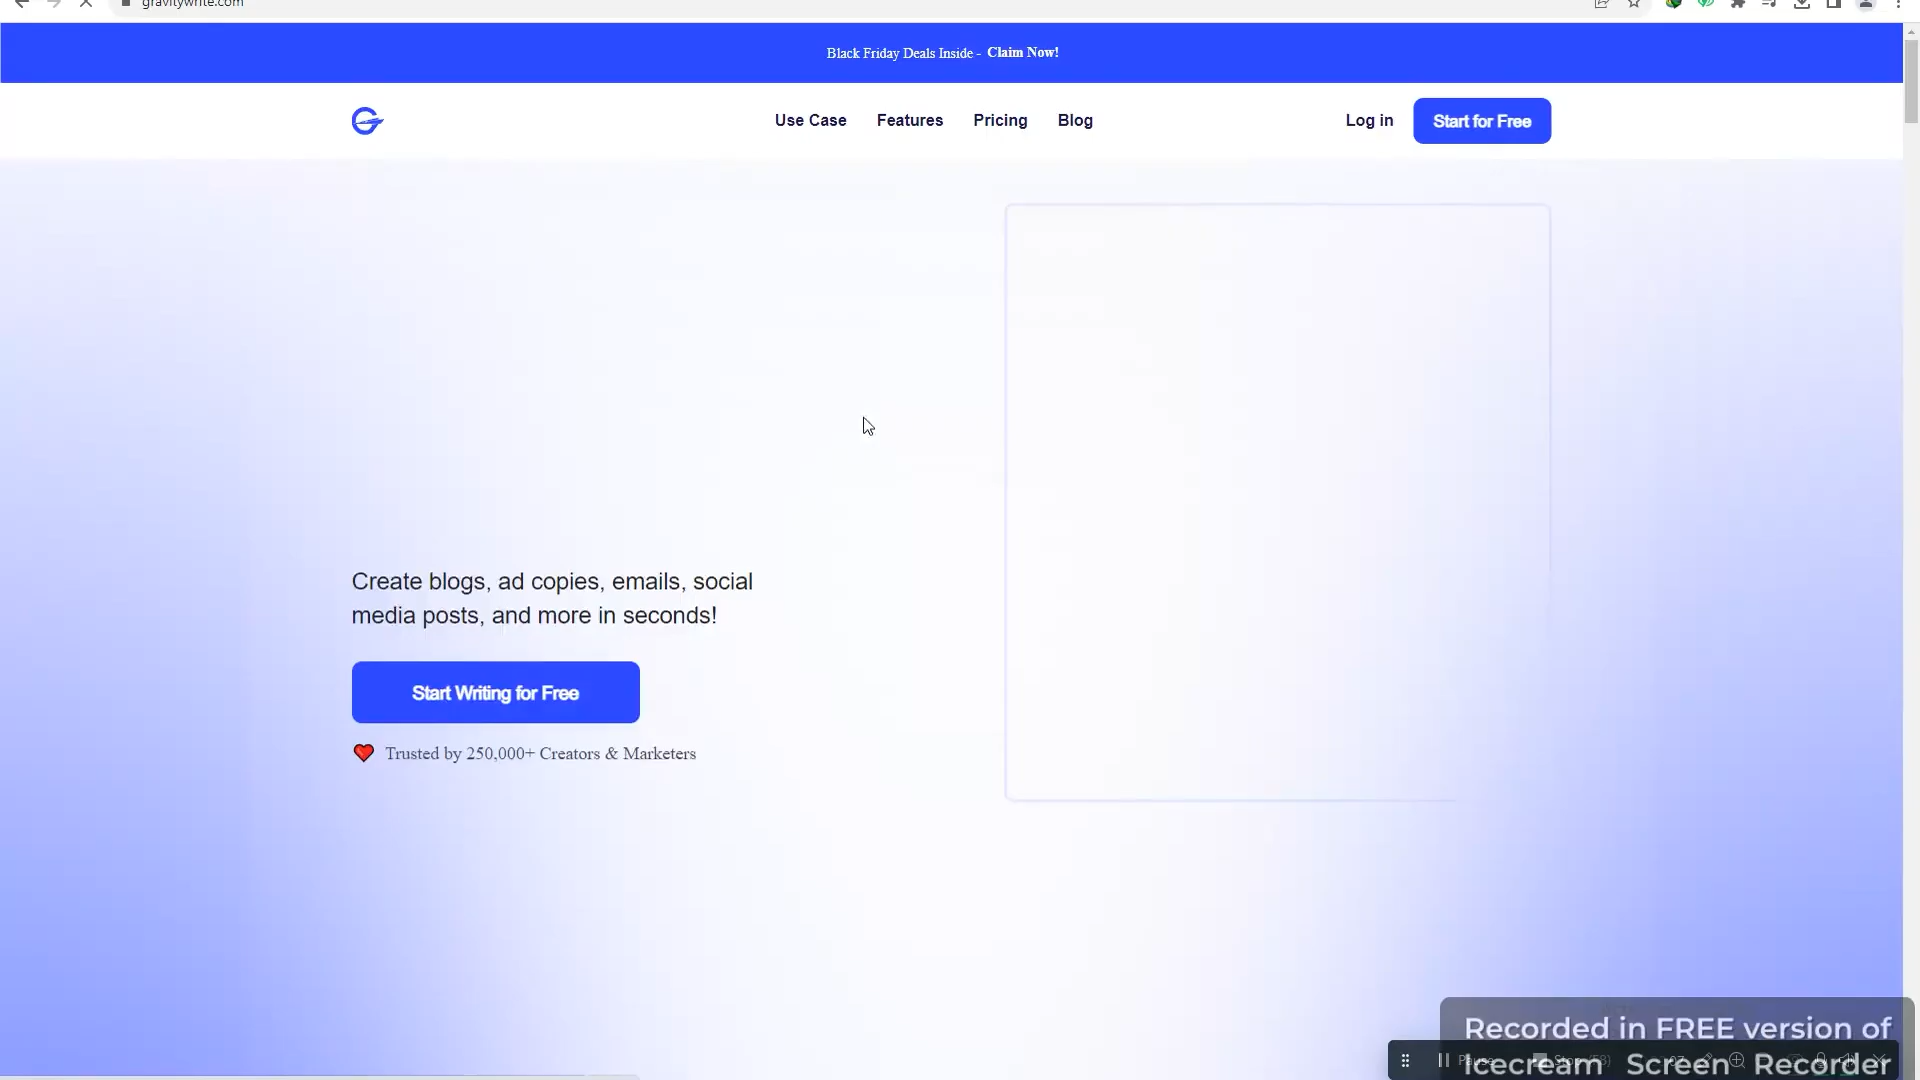 gravitywrite.com
Black Friday Deals Inside - Claim Now!
Use Case
Features
Pricing
Blog
Log in
Start for Free
Create blogs, ad copies, emails, social
media posts, and more in seconds!
Start Writing for Free
Trusted by 250,000+ Creators & Marketers
Recorded in FREE version of
Icecream Screen Recorder